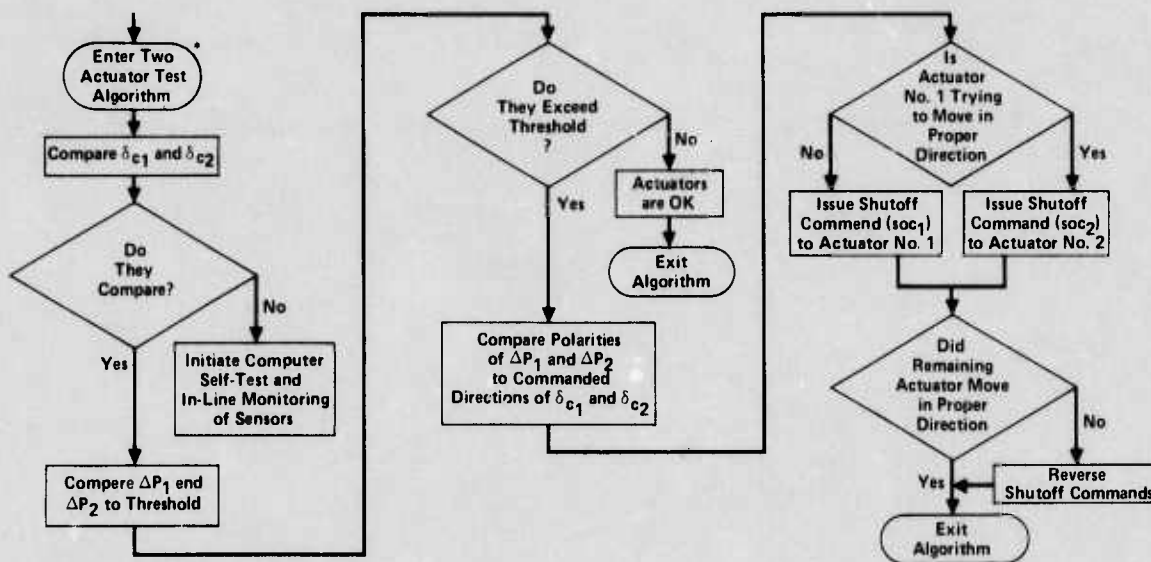 Enter Two *
Actuator Test
Algorithm
Compare δc1 and δc2
Do
They
Compare?
No
Yes
Initiate Computer
Self-Test and
In-Line Monitoring
of Sensors
Compere ΔP1 end
ΔP2 to Threshold
Do
They Exceed
Threshold
?
No
Yes
Actuators
are OK
Exit
Algorithm
Compare Polarities
of ΔP1 and ΔP2
to Commanded
Directions of δc1 and δc2
Is
Actuator
No. 1 Trying
to Move in
Proper
Direction
No
Yes
Issue Shutoff
Commend (soc1)
to Actuator No. 1
Issue Shutoff
Command (soc2)
to Actuator No. 2
Did
Remaining
Actuator Move
in Proper
Direction
No
Yes
Reverse
Shutoff Commands
Exit
Algorithm